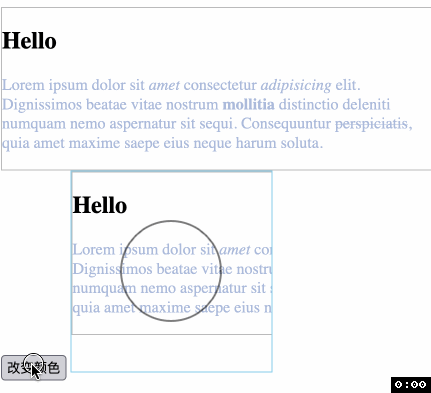 Hello
Lorem ipsum dolor sit amet consectetur adipisicing elit.
Dignissimos beatae vitae nostrum mollitia distinctio deleniti
numquam nemo aspernatur sit sequi. Consequuntur perspiciatis,
quia amet maxime saepe eius neque harum soluta.
Hello
Lorem ipsum dolor sit amet co
Dignissimos beatae vitae nostru
numquam nemo aspernatur sit
quia amet maxime saepe eius n
改变颜色
0:00